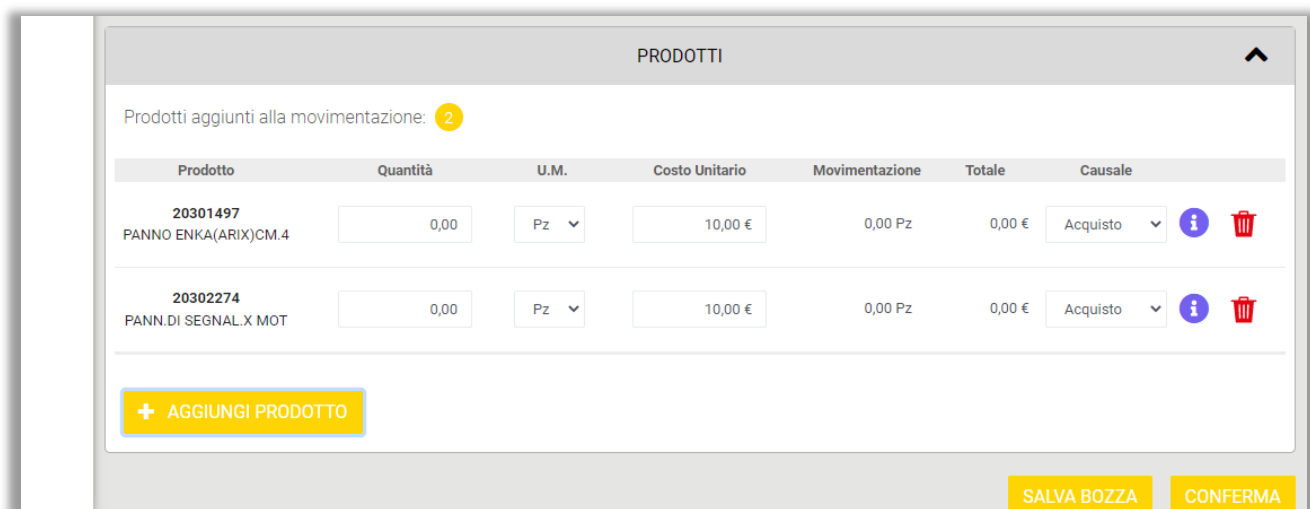 PRODOTTI
Prodotti aggiunti alla movimentazione: 2
Prodotto Quantità U.M. Costo Unitario Movimentazione Totale Causale
20301497
PANNO ENKA(ARIX)CM.4 0,00 Pz 10,00 € 0,00 Pz 0,00 € Acquisto
20302274
PANN.DI SEGNAL.X MOT 0,00 Pz 10,00 € 0,00 Pz 0,00 € Acquisto
+ AGGIUNGI PRODOTTO
SALVA BOZZA CONFERMA